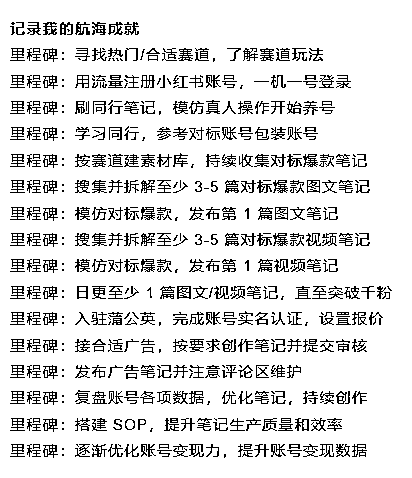 记录我的航海成就
里程碑：寻找热门/合适赛道，了解赛道玩法
里程碑：用流量注册小红书账号，一机一号登录
里程碑：刷同行笔记，模仿真人操作开始养号
里程碑：学习同行，参考对标账号包装账号
里程碑：按赛道建素材库，持续收集对标爆款笔记
里程碑：搜集并拆解至少 3-5 篇对标爆款图文笔记
里程碑：模仿对标爆款，发布第 1 篇图文笔记
里程碑：搜集并拆解至少 3-5 篇对标爆款视频笔记
里程碑：模仿对标爆款，发布第 1 篇视频笔记
里程碑：日更至少 1 篇图文/视频笔记，直至突破千粉
里程碑：入驻蒲公英，完成账号实名认证，设置报价
里程碑：接合适广告，按要求创作笔记并提交审核
里程碑：发布广告笔记并注意评论区维护
里程碑：复盘账号各项数据，优化笔记，持续创作
里程碑：搭建 SOP，提升笔记生产质量和效率
里程碑：逐渐优化账号变现力，提升账号变现数据